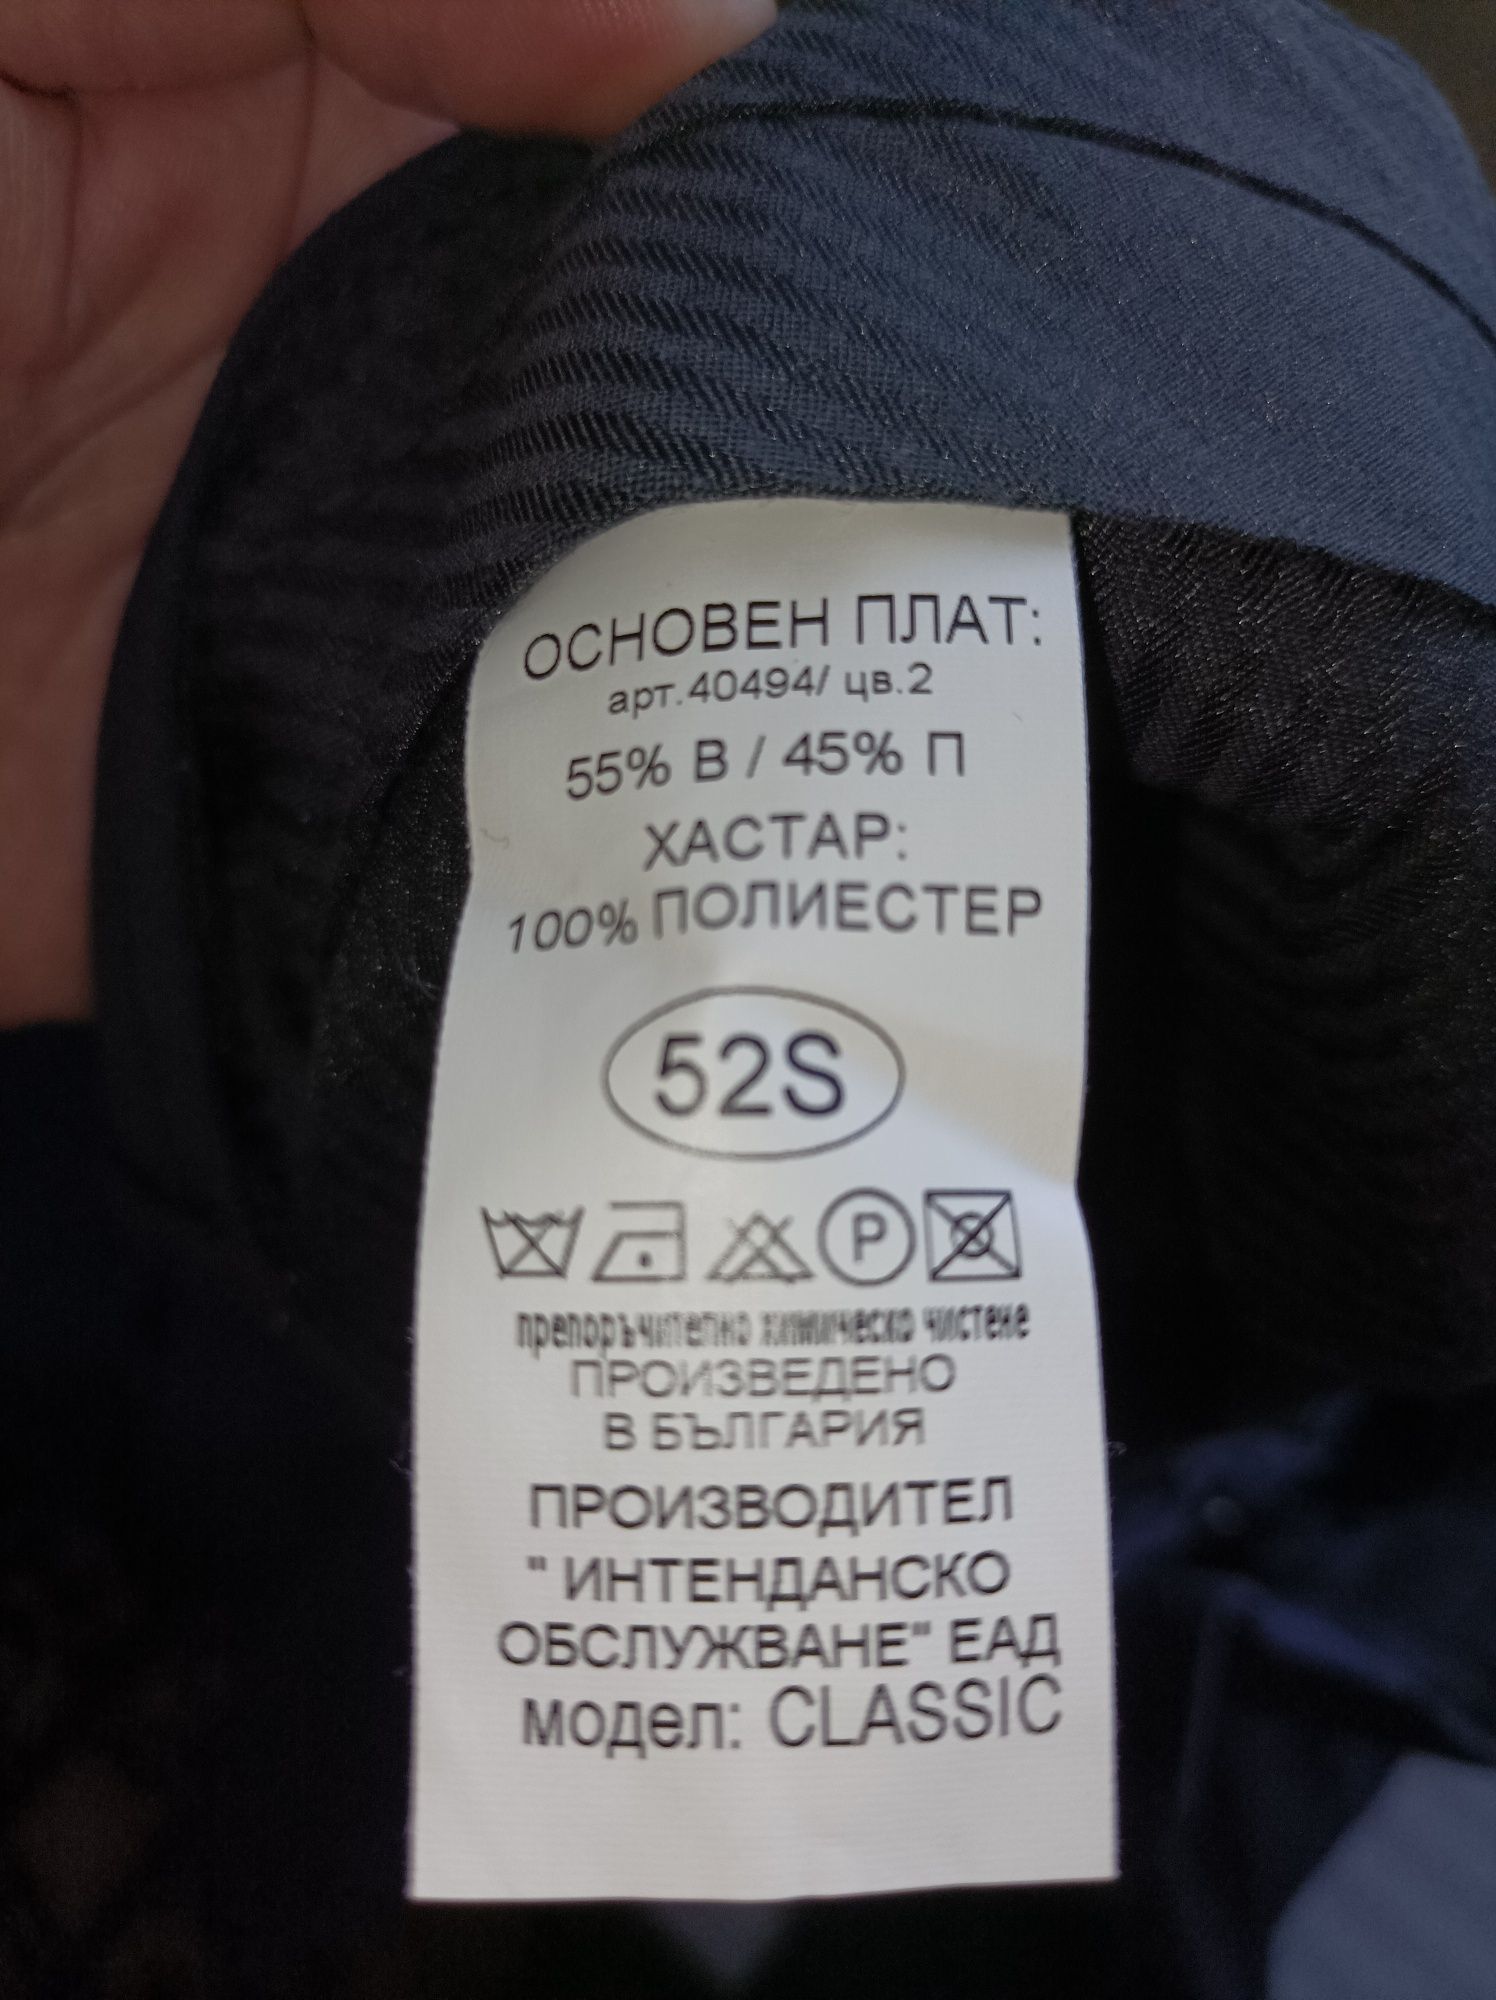 ОСНОВЕН ПЛАТ:
арт.40494/ цв.2
55% В / 45% П
ХАСТАР:
100% ПОЛИЕСТЕР
52S
P
препоръчително химическо чистене
ПРОИЗВЕДЕНО
В БЪЛГАРИЯ
ПРОИЗВОДИТЕЛ
" ИНТЕНДАНСКО
ОБСЛУЖВАНЕ" ЕАД
модел: CLASSIC